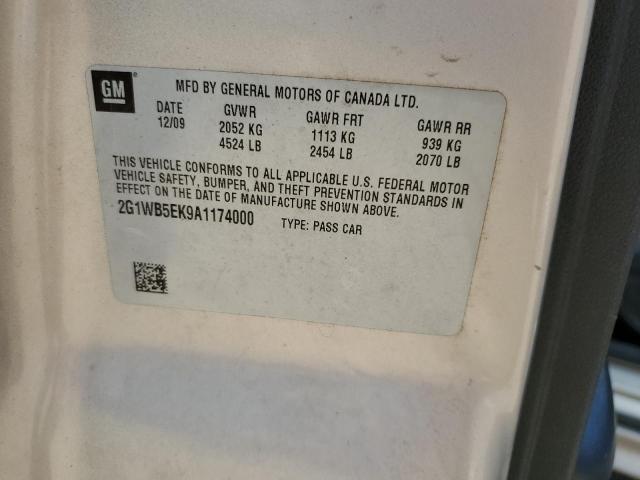 GM
MFD BY GENERAL MOTORS OF CANADA LTD.
DATE GVWR GAWR FRT GAWR RR
12/09 2052 KG 1113 KG 939 KG
4524 LB 2454 LB 2070 LB
THIS VEHICLE CONFORMS TO ALL APPLICABLE U.S. FEDERAL MOTOR
VEHICLE SAFETY, BUMPER, AND THEFT PREVENTION STANDARDS IN
EFFECT ON THE DATE OF MANUFACTURE SHOWN ABOVE.
2G1WB5EK9A1174000 TYPE: PASS CAR